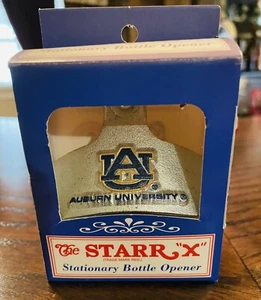 AU®
AUBURN UNIVERSITY®
The STARR "X"
(TRADE MARK REG.)
Stationary Bottle Opener